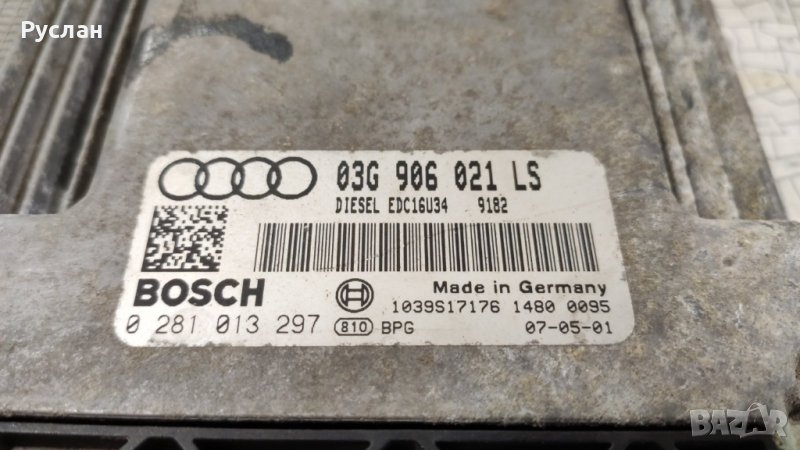 Руслан
03G 906 021 LS
DIESEL EDC16U34 9182
BOSCH
Made in Germany
1039S17176 1480 0095
0 281 013 297 810 BPG 07-05-01
BAZAR